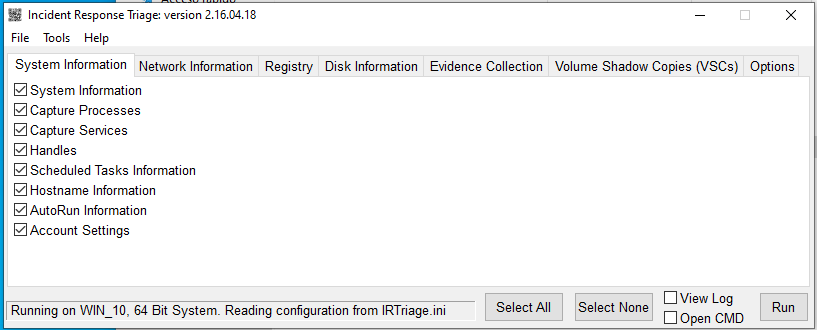 Acceso rápido
Incident Response Triage: version 2.16.04.18
File Tools Help
System Information Network Information Registry Disk Information Evidence Collection Volume Shadow Copies (VSCs) Options
System Information
Capture Processes
Capture Services
Handles
Scheduled Tasks Information
Hostname Information
AutoRun Information
Account Settings
Running on WIN_10, 64 Bit System. Reading configuration from IRTriage.ini
Select All
Select None
View Log
Open CMD
Run